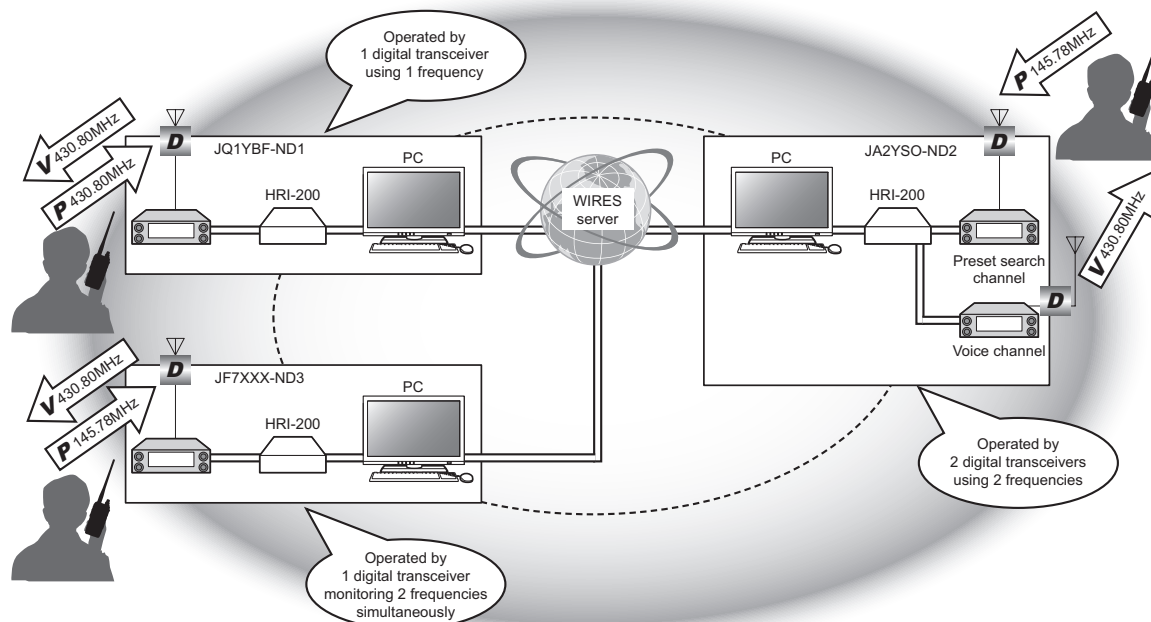 Operated by
1 digital transceiver
using 1 frequency
V 430.80MHz
P 430.80MHz
D
JQ1YBF-ND1
HRI-200
PC
WIRES
server
P 145.78MHz
D
JA2YSO-ND2
PC
HRI-200
Preset search
channel
V 430.80MHz
D
Voice channel
V 430.80MHz
P 145.78MHz
D
JF7XXX-ND3
HRI-200
PC
Operated by
2 digital transceivers
using 2 frequencies
Operated by
1 digital transceiver
monitoring 2 frequencies
simultaneously